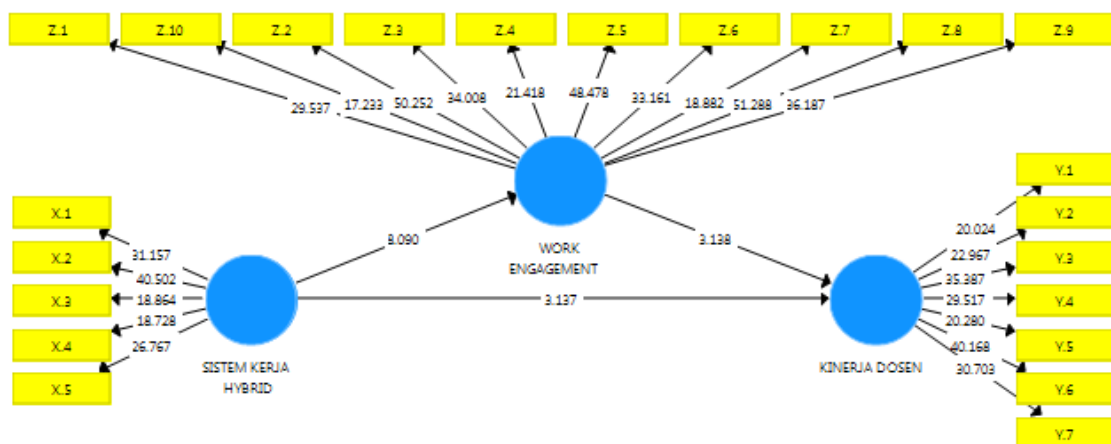 Z.1 Z.10 Z.2 Z.3 Z.4 Z.5 Z.6 Z.7 Z.8 Z.9
29.537 17.233 50.252 34.008 21.418 48.478 33.161 18.882 51.288 36.187
X.1
X.2
X.3
X.4
X.5
31.157
40.502
18.864
18.728
26.767
SISTEM KERJA
HYBRID
8.090
WORK
ENGAGEMENT
3.138
3.137
KINERJA DOSEN
20.024
22.967
35.387
29.517
20.280
40.168
30.703
Y.1
Y.2
Y.3
Y.4
Y.5
Y.6
Y.7